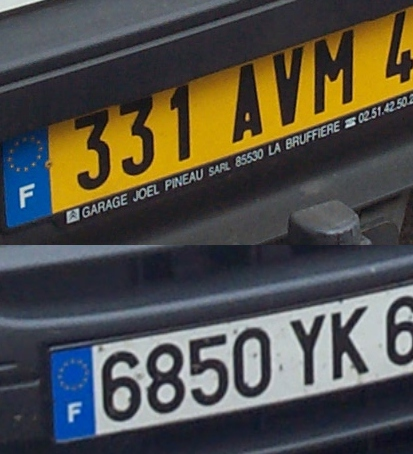 331 AVM 4
F
GARAGE JOEL PINEAU SARL 85530 LA BRUFFIERE ☎ 02.51.42.50.2
6850 YK 6
F